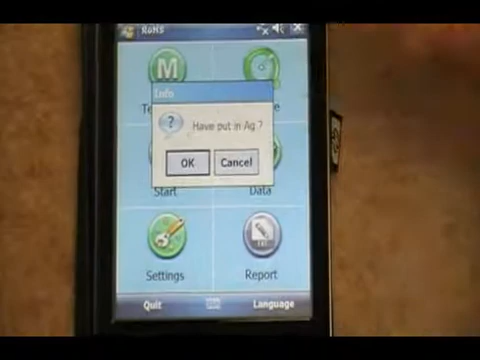 RoHS
M
Info
Have put in Ag ?
OK
Cancel
Start
Data
Settings
Report
Quit
Language